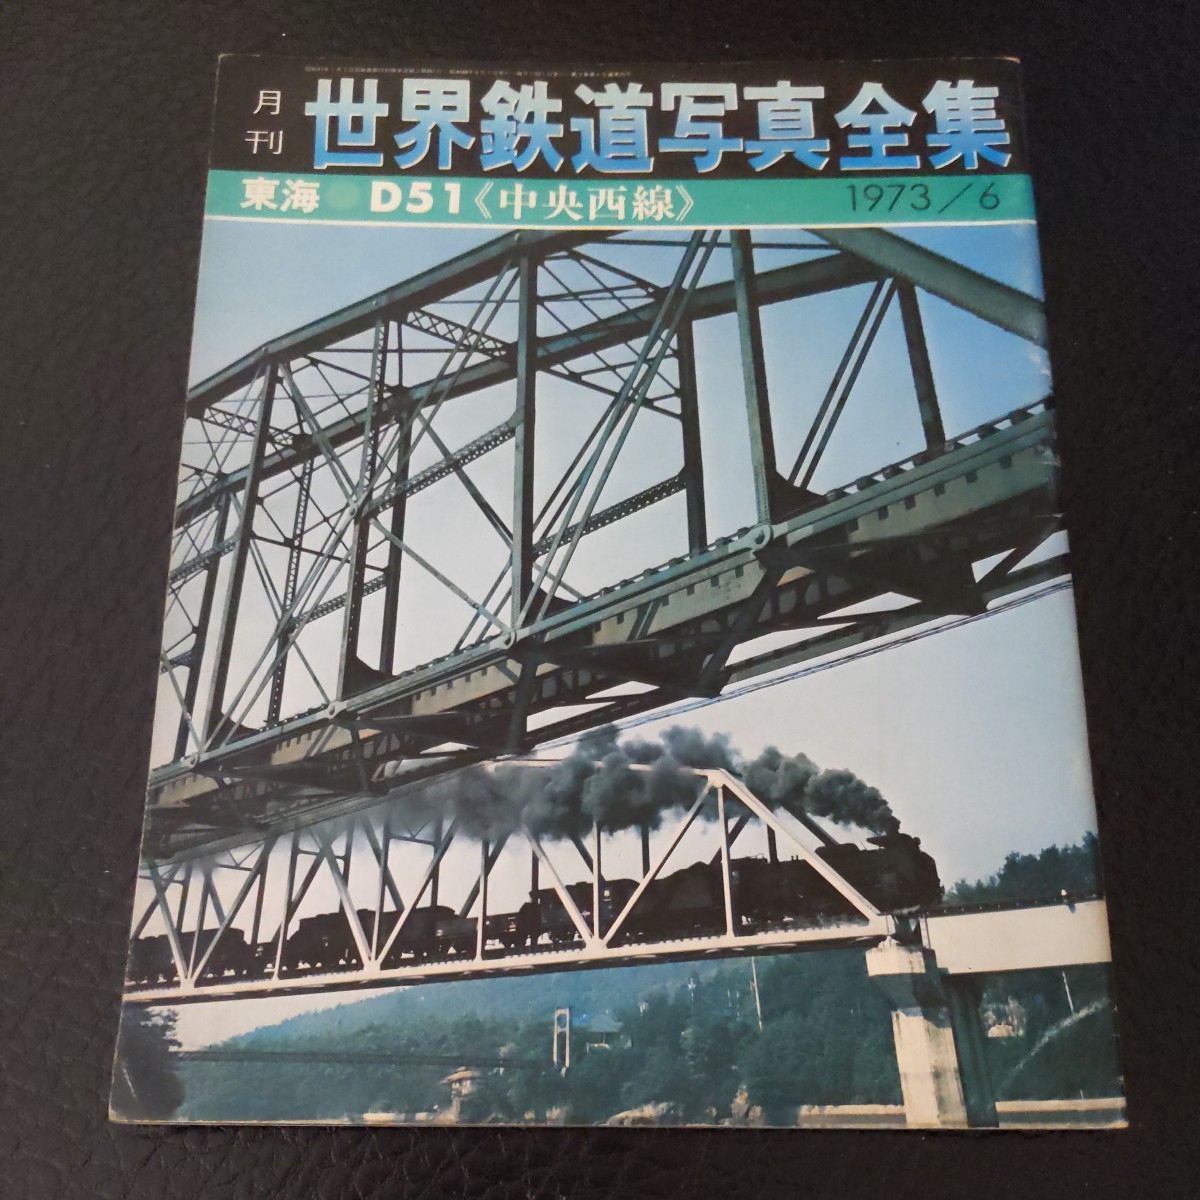 月刊
世界鉄道写真全集
東海●D51《中央西線》 1973/6